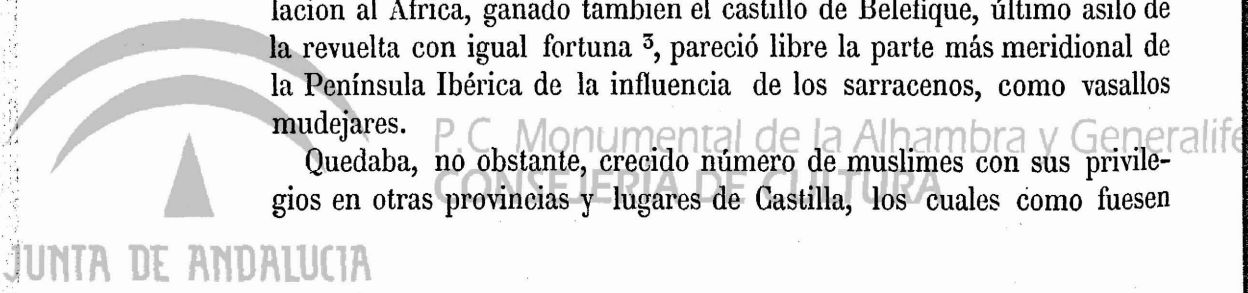 lacion al Africa, ganado tambien el castillo de Belefique, último asilo de
la revuelta con igual fortuna ³, pareció libre la parte más meridional de
la Península Ibérica de la influencia de los sarracenos, como vasallos
mudejares.
P.C. Monumental de la Alhambra y Generalife
Quedaba, no obstante, crecido número de muslimes con sus privile-
CONSEJERÍA DE CULTURA
gios en otras provincias y lugares de Castilla, los cuales como fuesen
JUNTA DE ANDALUCIA